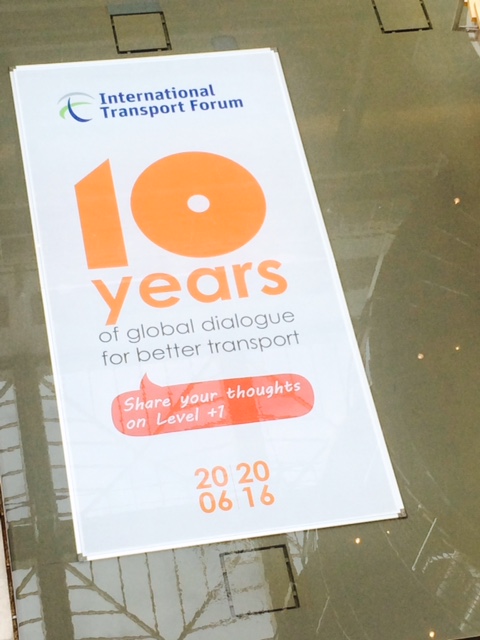 International
Transport Forum
10
years
of global dialogue
for better transport
Share your thoughts
on Level +1
20 20
06 16